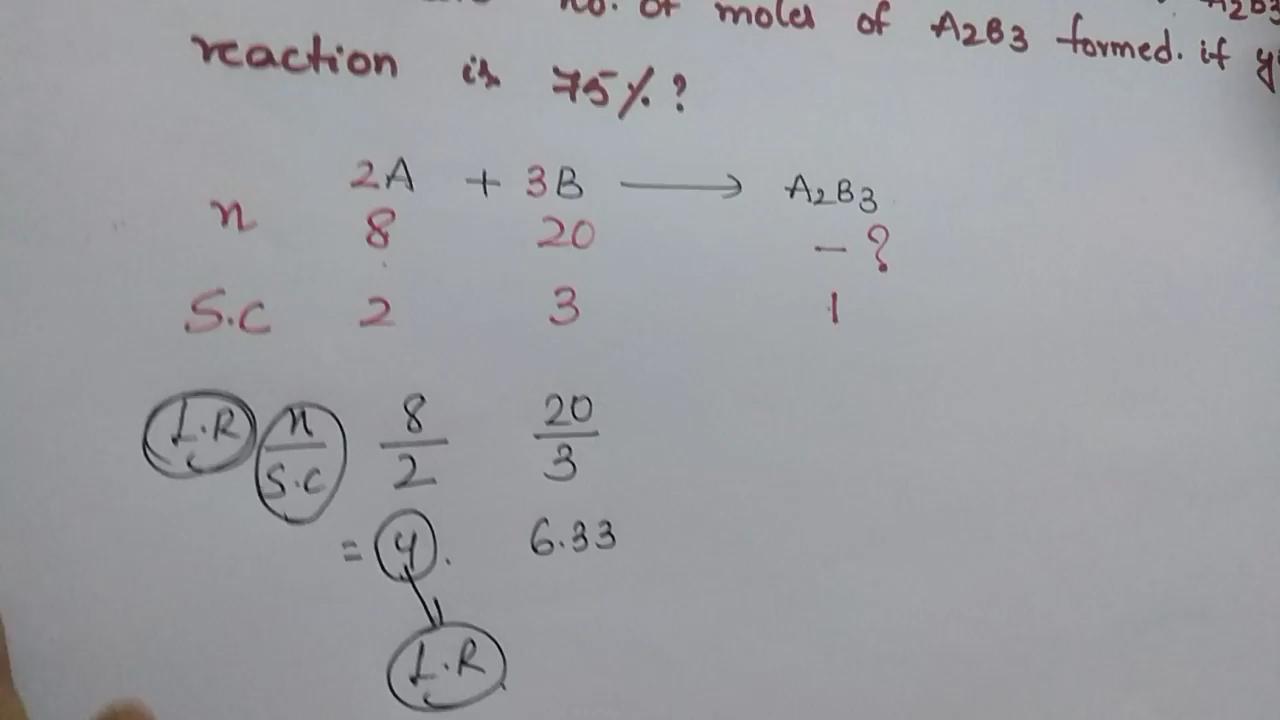 no. of moles of A2B3 formed. if
reaction is 75%?
2A + 3B → A2B3
n 8 20 – ?
S.C 2 3 1
L.R n/S.C 8/2 20/3
= 4. 6.33
L.R